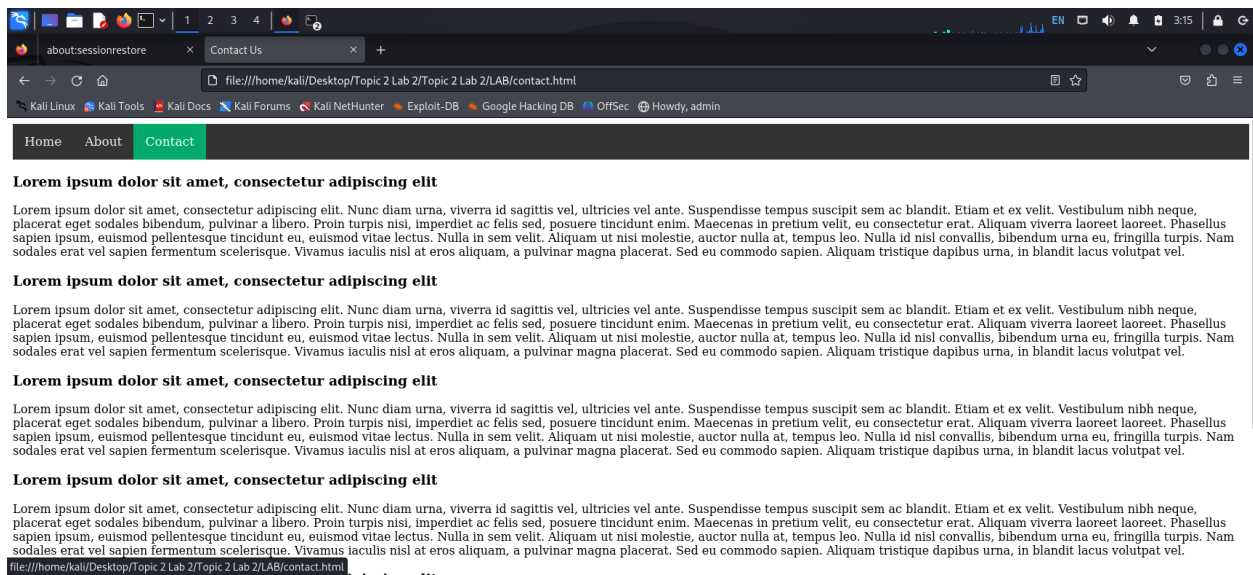 1 2 3 4 2 EN 3:15
about:sessionrestore × Contact Us × +
file:///home/kali/Desktop/Topic 2 Lab 2/Topic 2 Lab 2/LAB/contact.html
Kali Linux Kali Tools Kali Docs Kali Forums Kali NetHunter Exploit-DB Google Hacking DB OffSec Howdy, admin
Home About Contact
Lorem ipsum dolor sit amet, consectetur adipiscing elit
Lorem ipsum dolor sit amet, consectetur adipiscing elit. Nunc diam urna, viverra id sagittis vel, ultricies vel ante. Suspendisse tempus suscipit sem ac blandit. Etiam et ex velit. Vestibulum nibh neque,
placerat eget sodales bibendum, pulvinar a libero. Proin turpis nisi, imperdiet ac felis sed, posuere tincidunt enim. Maecenas in pretium velit, eu consectetur erat. Aliquam viverra laoreet laoreet. Phasellus
sapien ipsum, euismod pellentesque tincidunt eu, euismod vitae lectus. Nulla in sem velit. Aliquam ut nisi molestie, auctor nulla at, tempus leo. Nulla id nisl convallis, bibendum urna eu, fringilla turpis. Nam
sodales erat vel sapien fermentum scelerisque. Vivamus iaculis nisl at eros aliquam, a pulvinar magna placerat. Sed eu commodo sapien. Aliquam tristique dapibus urna, in blandit lacus volutpat vel.
Lorem ipsum dolor sit amet, consectetur adipiscing elit
Lorem ipsum dolor sit amet, consectetur adipiscing elit. Nunc diam urna, viverra id sagittis vel, ultricies vel ante. Suspendisse tempus suscipit sem ac blandit. Etiam et ex velit. Vestibulum nibh neque,
placerat eget sodales bibendum, pulvinar a libero. Proin turpis nisi, imperdiet ac felis sed, posuere tincidunt enim. Maecenas in pretium velit, eu consectetur erat. Aliquam viverra laoreet laoreet. Phasellus
sapien ipsum, euismod pellentesque tincidunt eu, euismod vitae lectus. Nulla in sem velit. Aliquam ut nisi molestie, auctor nulla at, tempus leo. Nulla id nisl convallis, bibendum urna eu, fringilla turpis. Nam
sodales erat vel sapien fermentum scelerisque. Vivamus iaculis nisl at eros aliquam, a pulvinar magna placerat. Sed eu commodo sapien. Aliquam tristique dapibus urna, in blandit lacus volutpat vel.
Lorem ipsum dolor sit amet, consectetur adipiscing elit
Lorem ipsum dolor sit amet, consectetur adipiscing elit. Nunc diam urna, viverra id sagittis vel, ultricies vel ante. Suspendisse tempus suscipit sem ac blandit. Etiam et ex velit. Vestibulum nibh neque,
placerat eget sodales bibendum, pulvinar a libero. Proin turpis nisi, imperdiet ac felis sed, posuere tincidunt enim. Maecenas in pretium velit, eu consectetur erat. Aliquam viverra laoreet laoreet. Phasellus
sapien ipsum, euismod pellentesque tincidunt eu, euismod vitae lectus. Nulla in sem velit. Aliquam ut nisi molestie, auctor nulla at, tempus leo. Nulla id nisl convallis, bibendum urna eu, fringilla turpis. Nam
sodales erat vel sapien fermentum scelerisque. Vivamus iaculis nisl at eros aliquam, a pulvinar magna placerat. Sed eu commodo sapien. Aliquam tristique dapibus urna, in blandit lacus volutpat vel.
Lorem ipsum dolor sit amet, consectetur adipiscing elit
Lorem ipsum dolor sit amet, consectetur adipiscing elit. Nunc diam urna, viverra id sagittis vel, ultricies vel ante. Suspendisse tempus suscipit sem ac blandit. Etiam et ex velit. Vestibulum nibh neque,
placerat eget sodales bibendum, pulvinar a libero. Proin turpis nisi, imperdiet ac felis sed, posuere tincidunt enim. Maecenas in pretium velit, eu consectetur erat. Aliquam viverra laoreet laoreet. Phasellus
sapien ipsum, euismod pellentesque tincidunt eu, euismod vitae lectus. Nulla in sem velit. Aliquam ut nisi molestie, auctor nulla at, tempus leo. Nulla id nisl convallis, bibendum urna eu, fringilla turpis. Nam
sodales erat vel sapien fermentum scelerisque. Vivamus iaculis nisl at eros aliquam, a pulvinar magna placerat. Sed eu commodo sapien. Aliquam tristique dapibus urna, in blandit lacus volutpat vel.
file:///home/kali/Desktop/Topic 2 Lab 2/Topic 2 Lab 2/LAB/contact.html